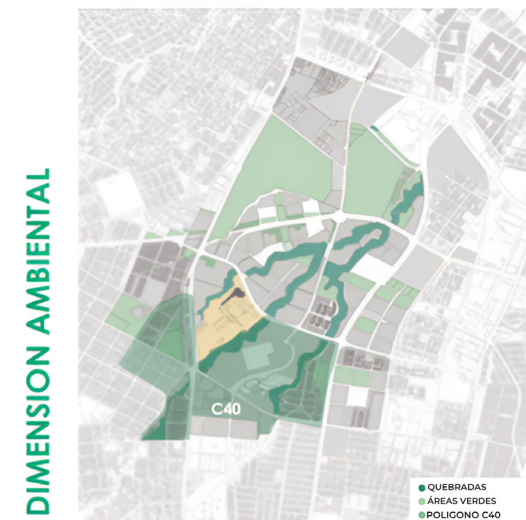 DIMENSION AMBIENTAL
C40
QUEBRADAS
ÁREAS VERDES
POLIGONO C40